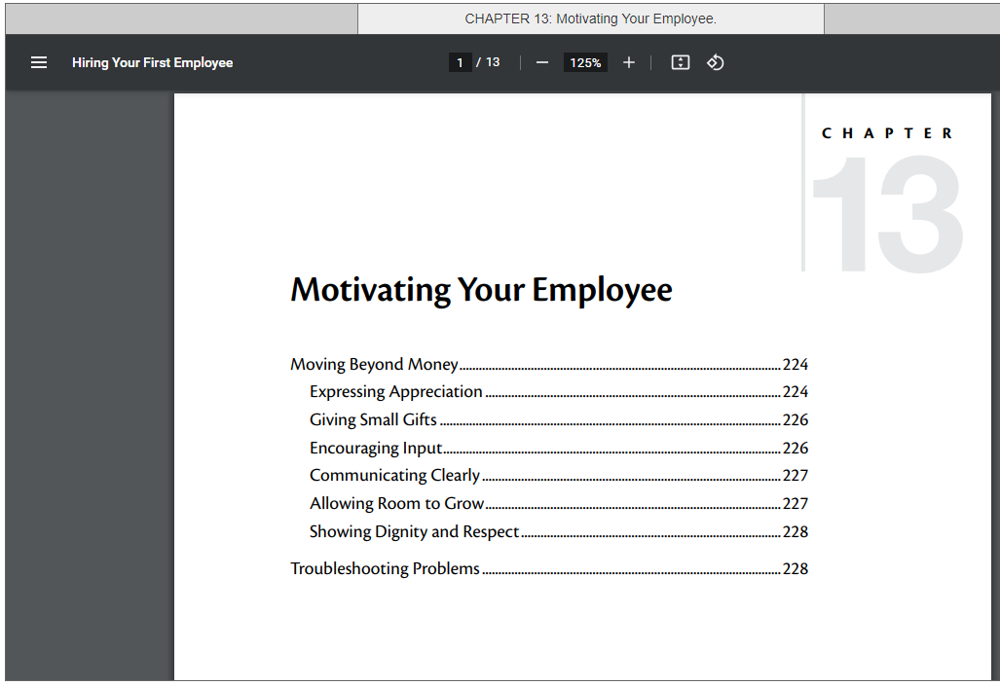 CHAPTER 13: Motivating Your Employee.
Hiring Your First Employee
1 / 13
125%
CHAPTER
13
Motivating Your Employee
Moving Beyond Money 224
Expressing Appreciation 224
Giving Small Gifts 226
Encouraging Input 226
Communicating Clearly 227
Allowing Room to Grow 227
Showing Dignity and Respect 228
Troubleshooting Problems 228